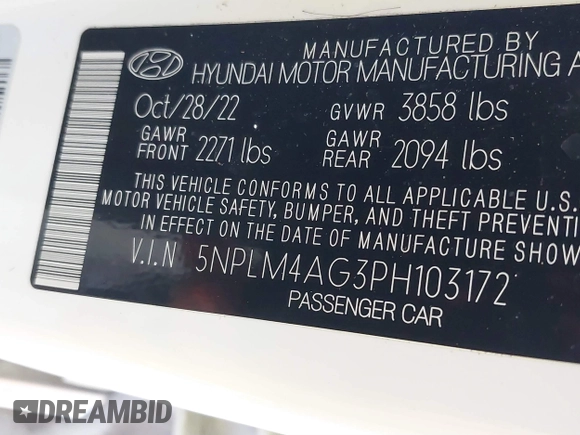 MANUFACTURED BY
HYUNDAI MOTOR MANUFACTURING A
Oct/28/22 GVWR 3858 lbs
GAWR FRONT 2271 lbs GAWR REAR 2094 lbs
THIS VEHICLE CONFORMS TO ALL APPLICABLE U.S.
MOTOR VEHICLE SAFETY, BUMPER, AND THEFT PREVENTI
IN EFFECT ON THE DATE OF MANUFACTURE SHOW
V.I.N 5NPLM4AG3PH103172
PASSENGER CAR
DREAMBID